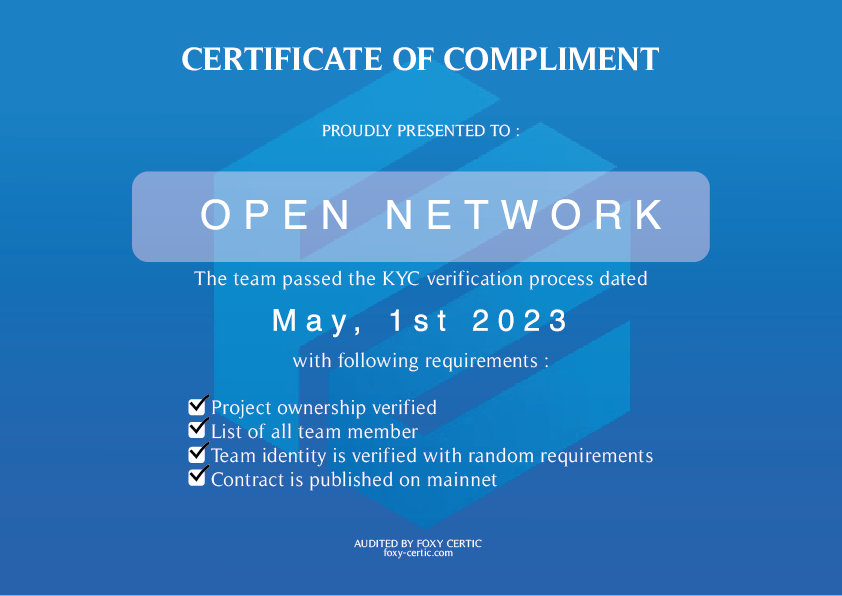 CERTIFICATE OF COMPLIMENT
PROUDLY PRESENTED TO :
OPEN NETWORK
The team passed the KYC verification process dated
May, 1st 2023
with following requirements :
Project ownership verified
List of all team member
Team identity is verified with random requirements
Contract is published on mainnet
AUDITED BY FOXY CERTIC
foxy-certic.com